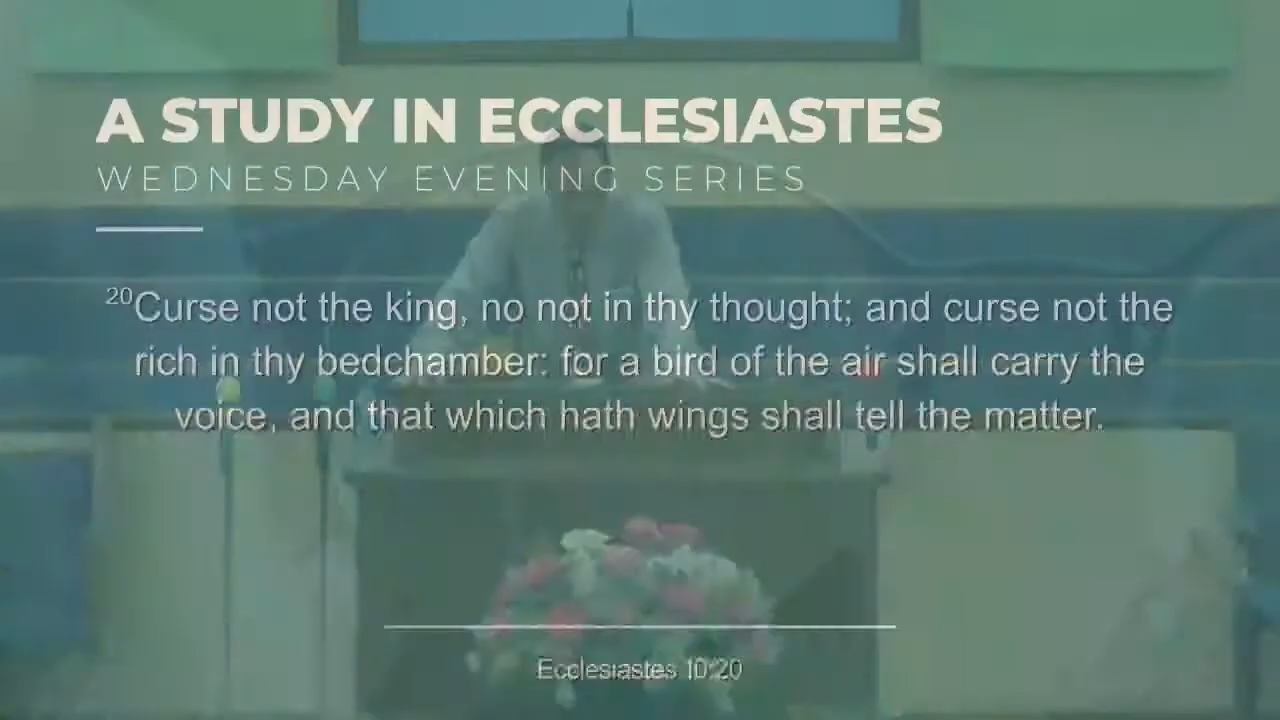 A STUDY IN ECCLESIASTES
WEDNESDAY EVENING SERIES
20Curse not the king, no not in thy thought; and curse not the
rich in thy bedchamber: for a bird of the air shall carry the
voice, and that which hath wings shall tell the matter.
Ecclesiastes 10:20